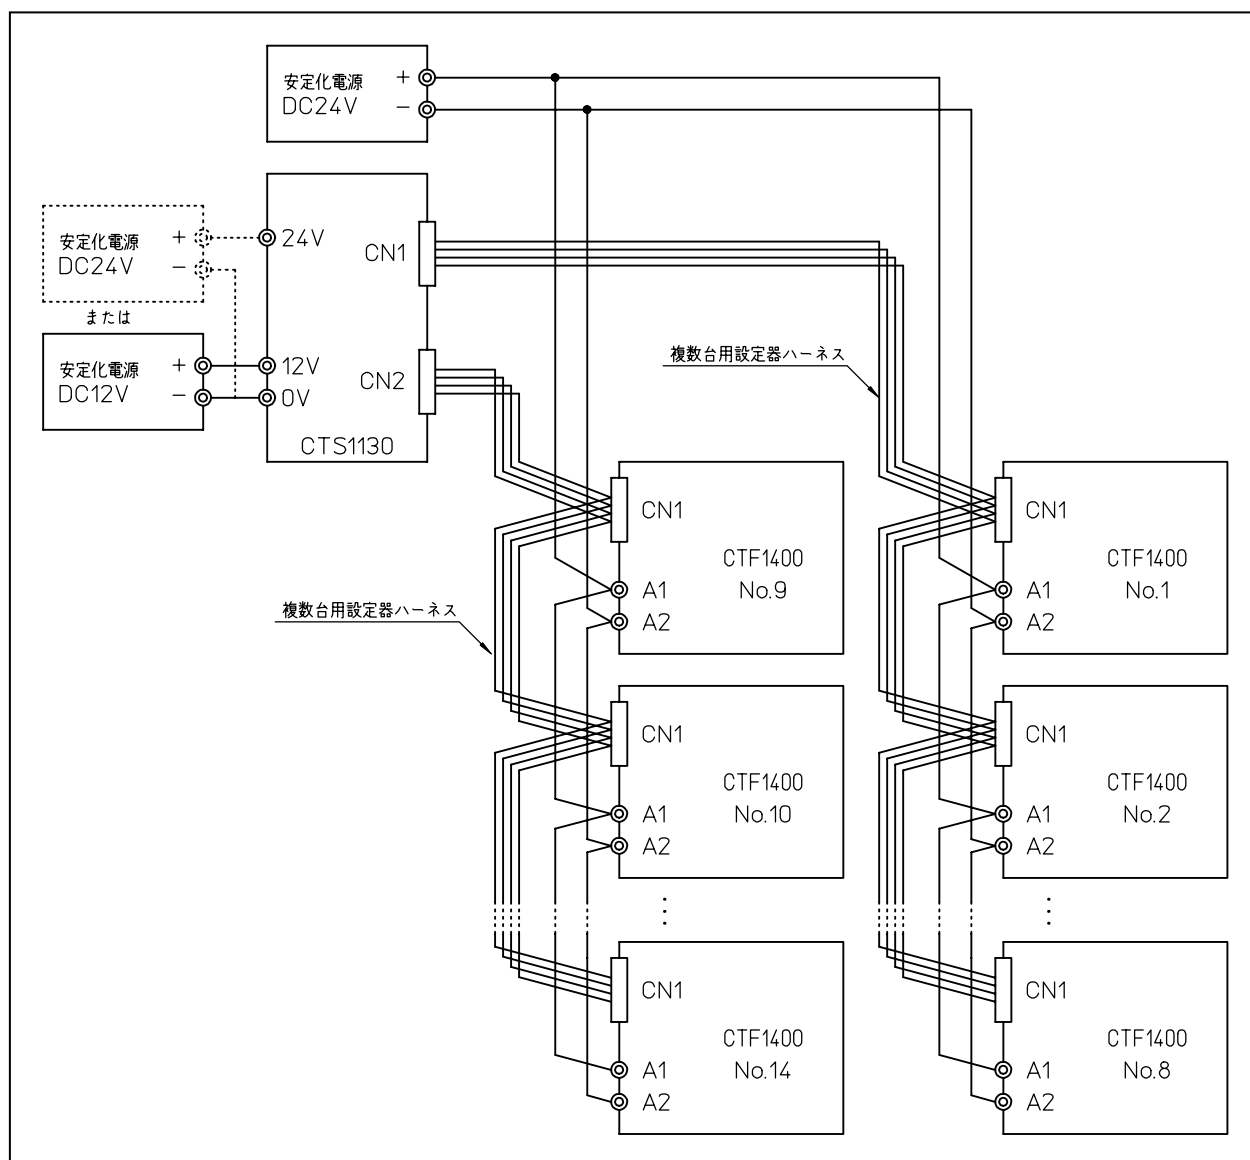 安定化電源 +
DC24V −
安定化電源 +
DC24V −
または
安定化電源 +
DC12V −
24V
CN1
12V
CN2
0V
CTS1130
複数台用設定器ハーネス
複数台用設定器ハーネス
CN1
CTF1400
No.9
A1
A2
CN1
CTF1400
No.1
A1
A2
CN1
CTF1400
No.10
A1
A2
CN1
CTF1400
No.2
A1
A2
CN1
CTF1400
No.14
A1
A2
CN1
CTF1400
No.8
A1
A2